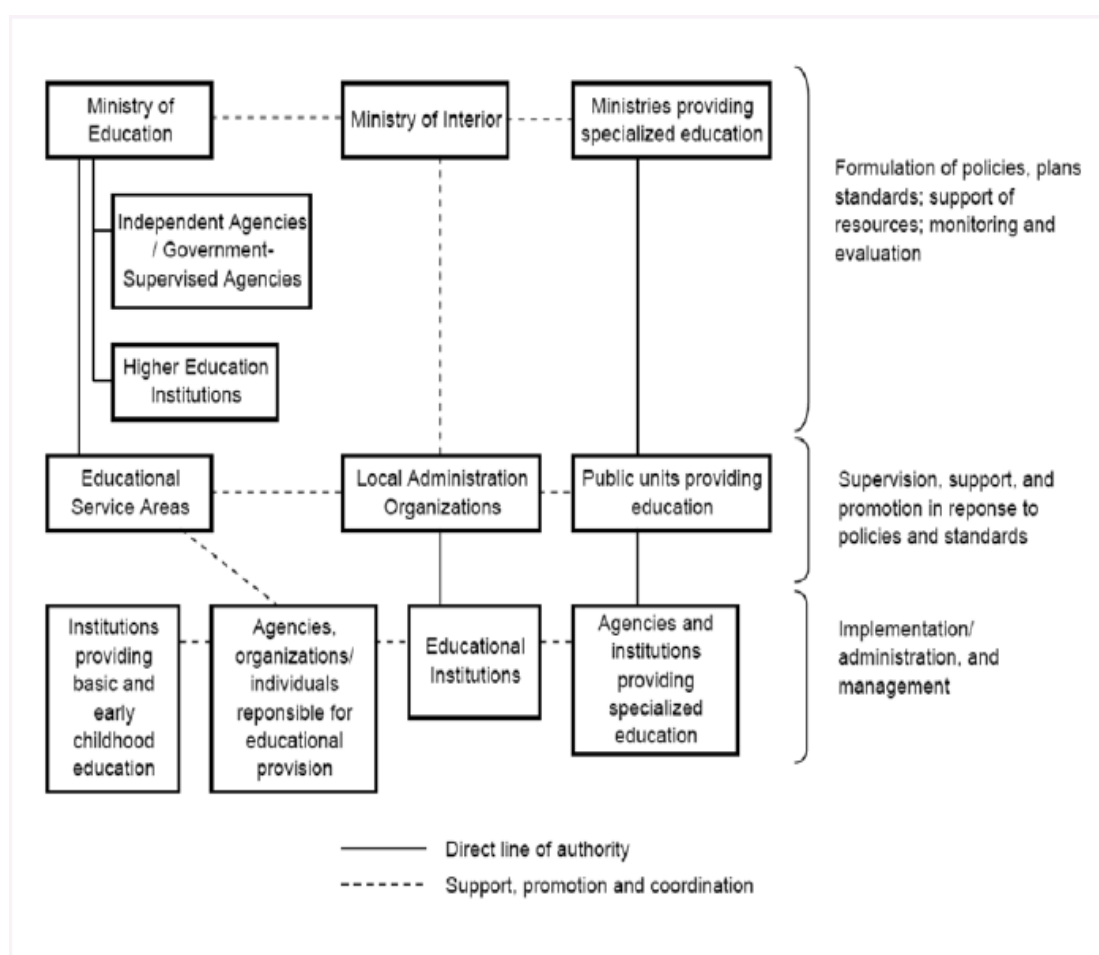 Ministry of
Education
Ministry of Interior
Ministries providing
specialized education
Formulation of policies, plans
standards; support of
resources; monitoring and
evaluation
Independent Agencies
/ Government-
Supervised Agencies
Higher Education
Institutions
Educational
Service Areas
Local Administration
Organizations
Public units providing
education
Supervision, support, and
promotion in reponse to
policies and standards
Institutions
providing
basic and
early
childhood
education
Agencies,
organizations/
individuals
reponsible for
educational
provision
Educational
Institutions
Agencies and
institutions
providing
specialized
education
Implementation/
administration, and
management
Direct line of authority
Support, promotion and coordination